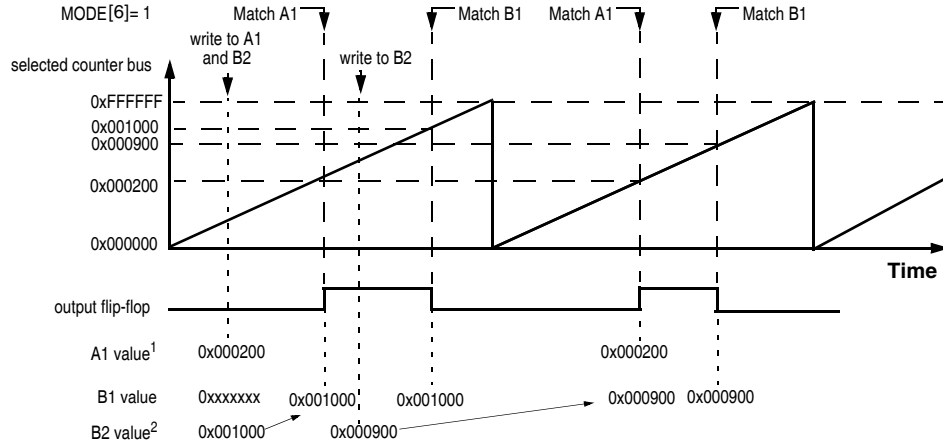 MODE[6]= 1 Match A1 Match B1 Match A1 Match B1
write to A1
and B2
write to B2
selected counter bus
0xFFFFFF
0x001000
0x000900
0x000200
0x000000
Time
output flip-flop
A1 value1 0x000200 0x000200
B1 value 0xxxxxxx 0x001000 0x001000 0x000900 0x000900
B2 value2 0x001000 0x000900